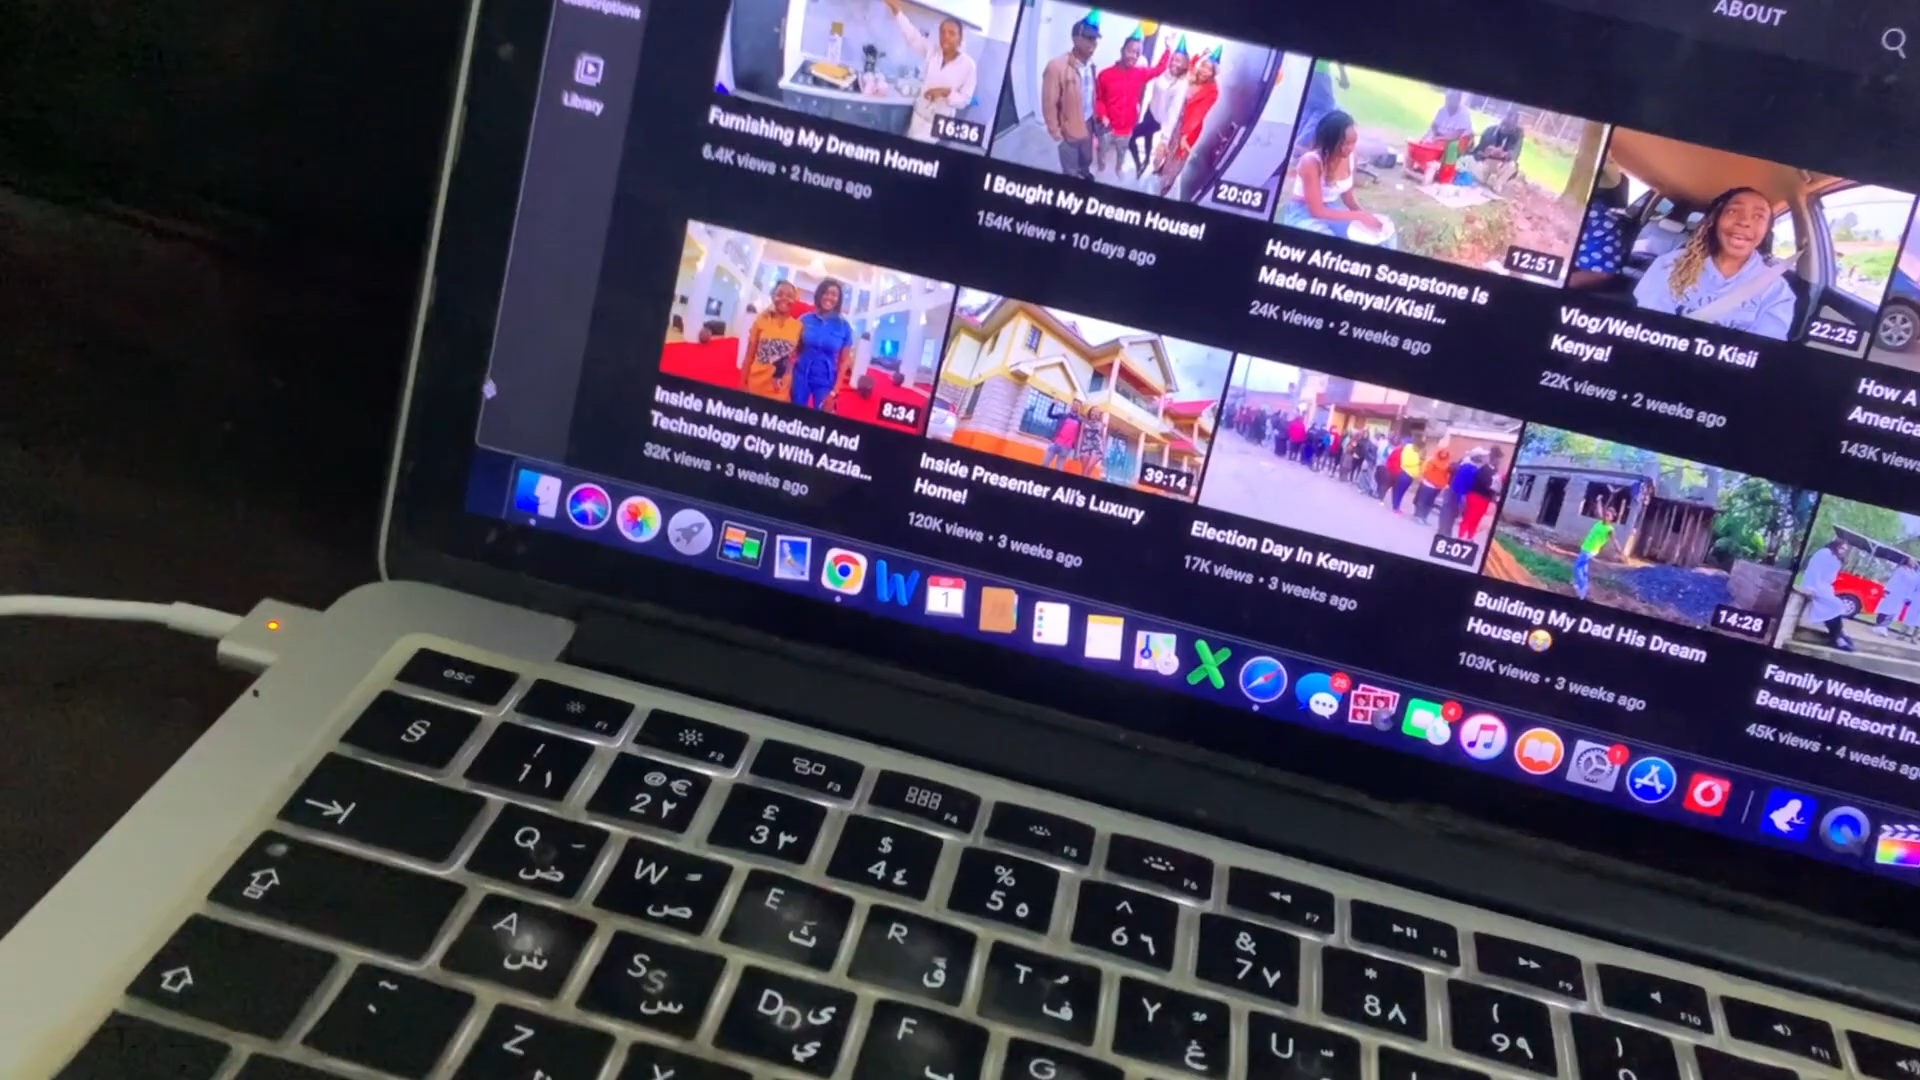 Subscriptions
ABOUT
Library
16:36
Furnishing My Dream Home!
6.4K views • 2 hours ago
20:03
I Bought My Dream House!
154K views • 10 days ago
12:51
How African Soapstone Is
Made In Kenya!/Kisii...
24K views • 2 weeks ago
22:25
Vlog/Welcome To Kisii
Kenya!
22K views • 2 weeks ago
How A
America
143K views
8:34
Inside Mwale Medical And
Technology City With Azzia...
32K views • 3 weeks ago
39:14
Inside Presenter Ali's Luxury
Home!
120K views • 3 weeks ago
8:07
Election Day In Kenya!
17K views • 3 weeks ago
14:28
Building My Dad His Dream
House!😭
103K views • 3 weeks ago
Family Weekend A
Beautiful Resort In...
45K views • 4 weeks ago
SEP
1
25
4
1
esc
F1
F2
F3
F4
F5
F6
F7
F8
F9
F10
F11
§
! 1 ١
@ € 2 ٢
£ 3 ٣
$ 4 ٤
% 5 ٥
^ 6 ٦
& 7 ٧
* 8 ٨
( 9 ٩
)
Q ض
W = ص
E ث
R ق
T ف
Y غ
U
A ش
S S س
D D ي
F ب
G
~
Z
X